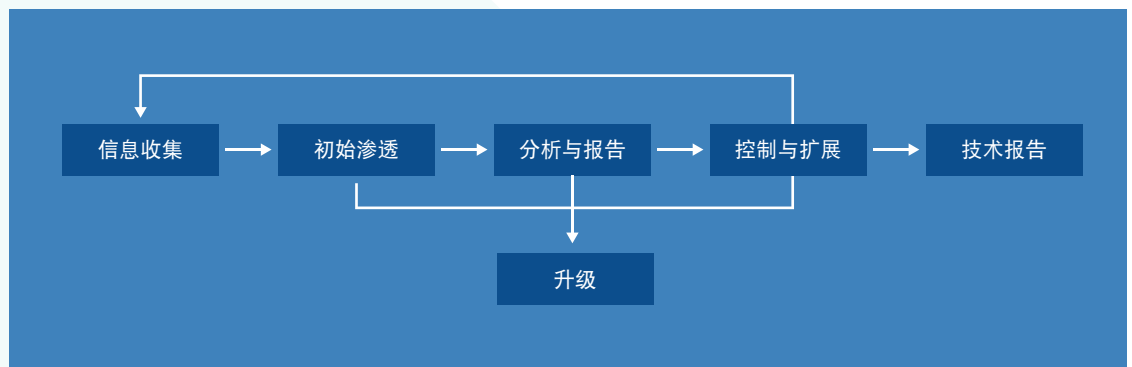 信息收集
初始渗透
分析与报告
控制与扩展
技术报告
升级